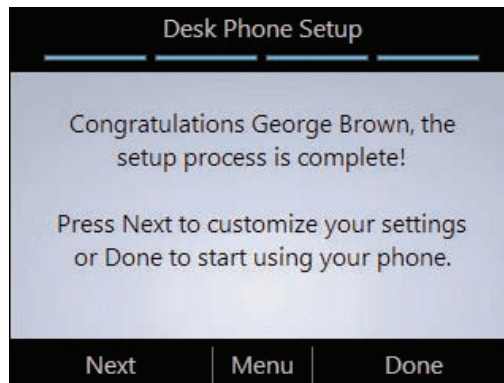 Desk Phone Setup
Congratulations George Brown, the
setup process is complete!
Press Next to customize your settings
or Done to start using your phone.
Next Menu Done